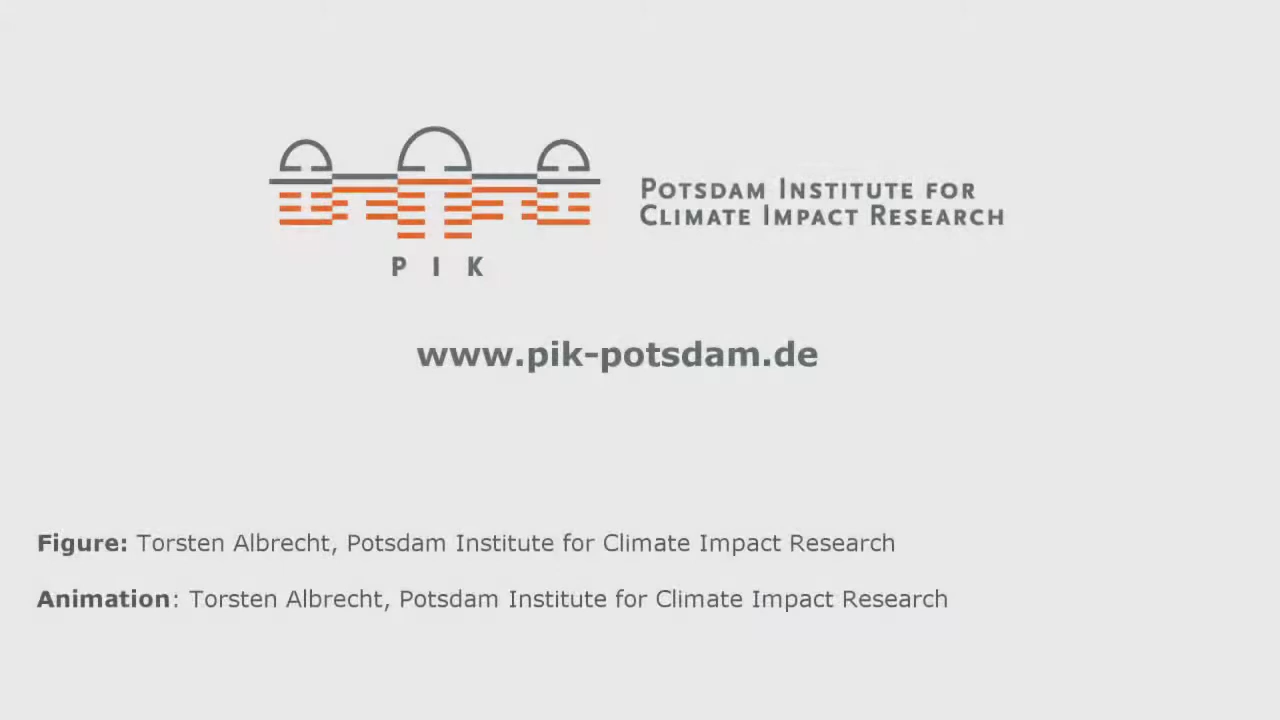 POTSDAM INSTITUTE FOR
CLIMATE IMPACT RESEARCH
P I K
www.pik-potsdam.de
Figure: Torsten Albrecht, Potsdam Institute for Climate Impact Research
Animation: Torsten Albrecht, Potsdam Institute for Climate Impact Research